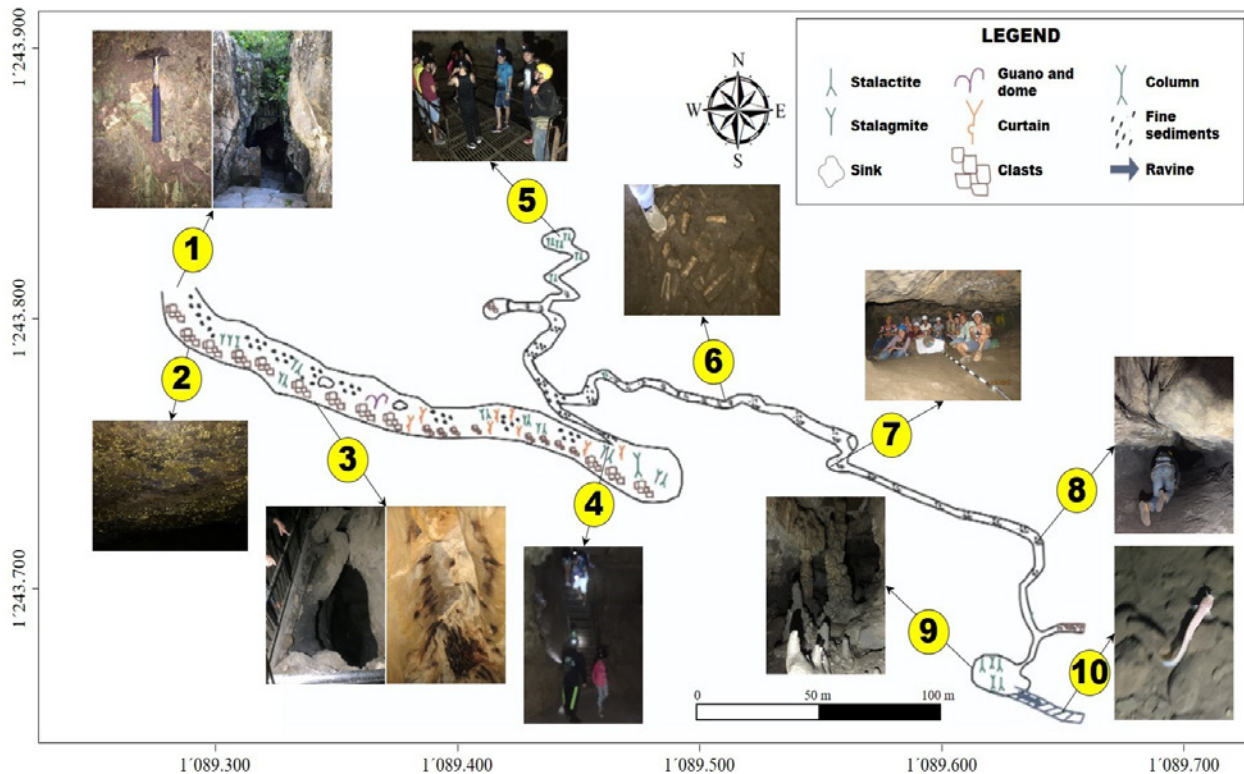 1´243.900
1´243.800
1´243.700
LEGEND
Stalactite
Stalagmite
Sink
Guano and
dome
Curtain
Clasts
Column
Fine
sediments
Ravine
N
W E
S
1
2
3
4
5
6
7
8
9
10
0 50 m 100 m
1´089.300 1´089.400 1´089.500 1´089.600 1´089.700